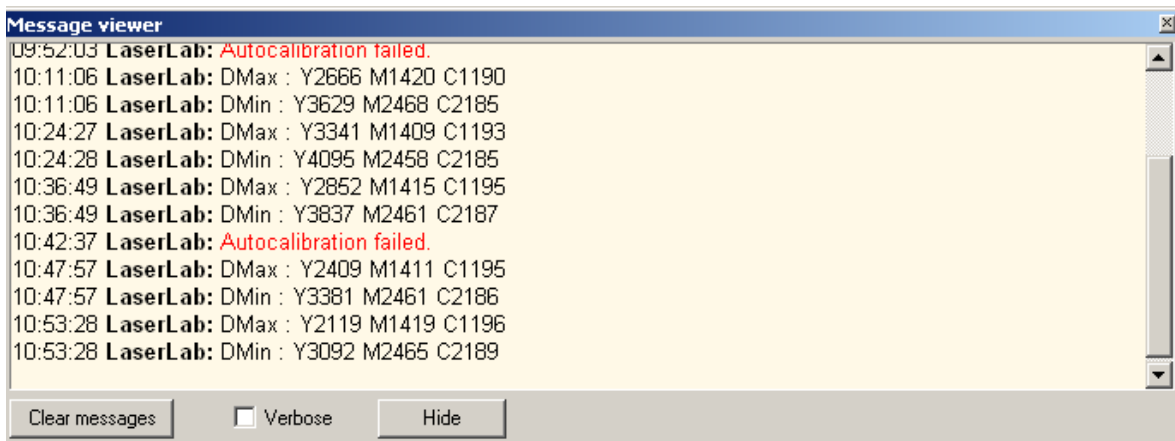 Message viewer
09:52:03 LaserLab: Autocalibration failed.
10:11:06 LaserLab: DMax : Y2666 M1420 C1190
10:11:06 LaserLab: DMin : Y3629 M2468 C2185
10:24:27 LaserLab: DMax : Y3341 M1409 C1193
10:24:28 LaserLab: DMin : Y4095 M2458 C2185
10:36:49 LaserLab: DMax : Y2852 M1415 C1195
10:36:49 LaserLab: DMin : Y3837 M2461 C2187
10:42:37 LaserLab: Autocalibration failed.
10:47:57 LaserLab: DMax : Y2409 M1411 C1195
10:47:57 LaserLab: DMin : Y3381 M2461 C2186
10:53:28 LaserLab: DMax : Y2119 M1419 C1196
10:53:28 LaserLab: DMin : Y3092 M2465 C2189
Clear messages Verbose Hide